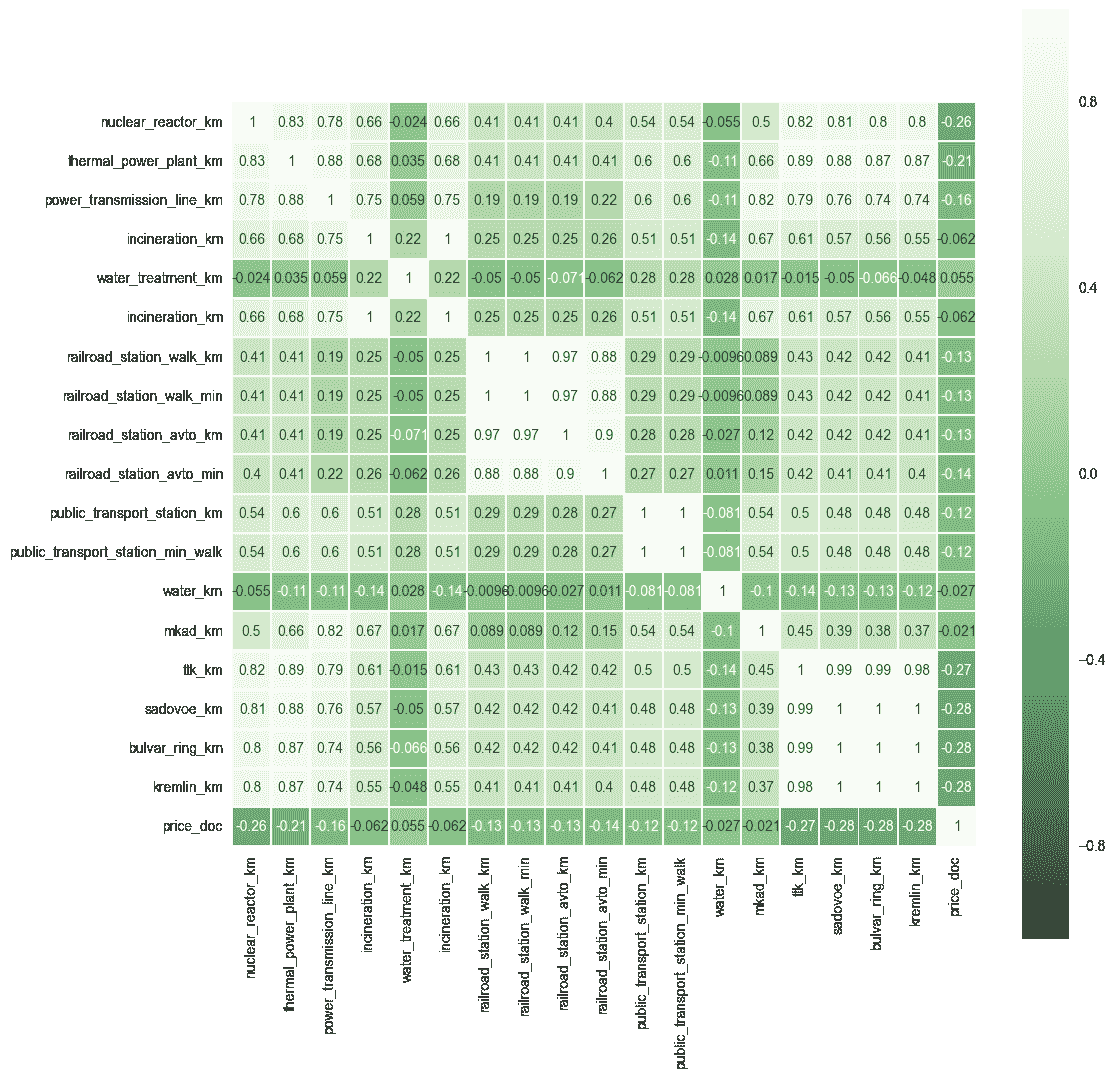 0.8
nuclear_reactor_km 1 0.83 0.78 0.66 -0.024 0.66 0.41 0.41 0.41 0.4 0.54 0.54 -0.055 0.5 0.82 0.81 0.8 0.8 -0.26
thermal_power_plant_km 0.83 1 0.88 0.68 0.035 0.68 0.41 0.41 0.41 0.41 0.6 0.6 -0.11 0.66 0.89 0.88 0.87 0.87 -0.21
power_transmission_line_km 0.78 0.88 1 0.75 0.059 0.75 0.19 0.19 0.19 0.22 0.6 0.6 -0.11 0.82 0.79 0.76 0.74 0.74 -0.16
incineration_km 0.66 0.68 0.75 1 0.22 1 0.25 0.25 0.25 0.26 0.51 0.51 -0.14 0.67 0.61 0.57 0.56 0.55 -0.062
water_treatment_km -0.024 0.035 0.059 0.22 1 0.22 -0.05 -0.05 -0.071 -0.062 0.28 0.28 0.028 0.017 -0.015 -0.05 -0.066 -0.048 0.055
0.4
incineration_km 0.66 0.68 0.75 1 0.22 1 0.25 0.25 0.25 0.26 0.51 0.51 -0.14 0.67 0.61 0.57 0.56 0.55 -0.062
railroad_station_walk_km 0.41 0.41 0.19 0.25 -0.05 0.25 1 1 0.97 0.88 0.29 0.29 -0.0096 0.089 0.43 0.42 0.42 0.41 -0.13
railroad_station_walk_min 0.41 0.41 0.19 0.25 -0.05 0.25 1 1 0.97 0.88 0.29 0.29 -0.0096 0.089 0.43 0.42 0.42 0.41 -0.13
railroad_station_avto_km 0.41 0.41 0.19 0.25 -0.071 0.25 0.97 0.97 1 0.9 0.28 0.28 -0.027 0.12 0.42 0.42 0.42 0.41 -0.13
railroad_station_avto_min 0.4 0.41 0.22 0.26 -0.062 0.26 0.88 0.88 0.9 1 0.27 0.27 0.011 0.15 0.42 0.41 0.41 0.4 -0.14
0.0
public_transport_station_km 0.54 0.6 0.6 0.51 0.28 0.51 0.29 0.29 0.28 0.27 1 1 -0.081 0.54 0.5 0.48 0.48 0.48 -0.12
public_transport_station_min_walk 0.54 0.6 0.6 0.51 0.28 0.51 0.29 0.29 0.28 0.27 1 1 -0.081 0.54 0.5 0.48 0.48 0.48 -0.12
water_km -0.055 -0.11 -0.11 -0.14 0.028 -0.14 -0.0096 -0.0096 -0.027 0.011 -0.081 -0.081 1 -0.1 -0.14 -0.13 -0.13 -0.12 -0.027
mkad_km 0.5 0.66 0.82 0.67 0.017 0.67 0.089 0.089 0.12 0.15 0.54 0.54 -0.1 1 0.45 0.39 0.38 0.37 -0.021
−0.4
ttk_km 0.82 0.89 0.79 0.61 -0.015 0.61 0.43 0.43 0.42 0.42 0.5 0.5 -0.14 0.45 1 0.99 0.99 0.98 -0.27
sadovoe_km 0.81 0.88 0.76 0.57 -0.05 0.57 0.42 0.42 0.42 0.41 0.48 0.48 -0.13 0.39 0.99 1 1 1 -0.28
bulvar_ring_km 0.8 0.87 0.74 0.56 -0.066 0.56 0.42 0.42 0.42 0.41 0.48 0.48 -0.13 0.38 0.99 1 1 1 -0.28
kremlin_km 0.8 0.87 0.74 0.55 -0.048 0.55 0.41 0.41 0.41 0.4 0.48 0.48 -0.12 0.37 0.98 1 1 1 -0.28
price_doc -0.26 -0.21 -0.16 -0.062 0.055 -0.062 -0.13 -0.13 -0.13 -0.14 -0.12 -0.12 -0.027 -0.021 -0.27 -0.28 -0.28 -0.28 1
−0.8
nuclear_reactor_km
thermal_power_plant_km
power_transmission_line_km
incineration_km
water_treatment_km
incineration_km
railroad_station_walk_km
railroad_station_walk_min
railroad_station_avto_km
railroad_station_avto_min
public_transport_station_km
public_transport_station_min_walk
water_km
mkad_km
ttk_km
sadovoe_km
bulvar_ring_km
kremlin_km
price_doc